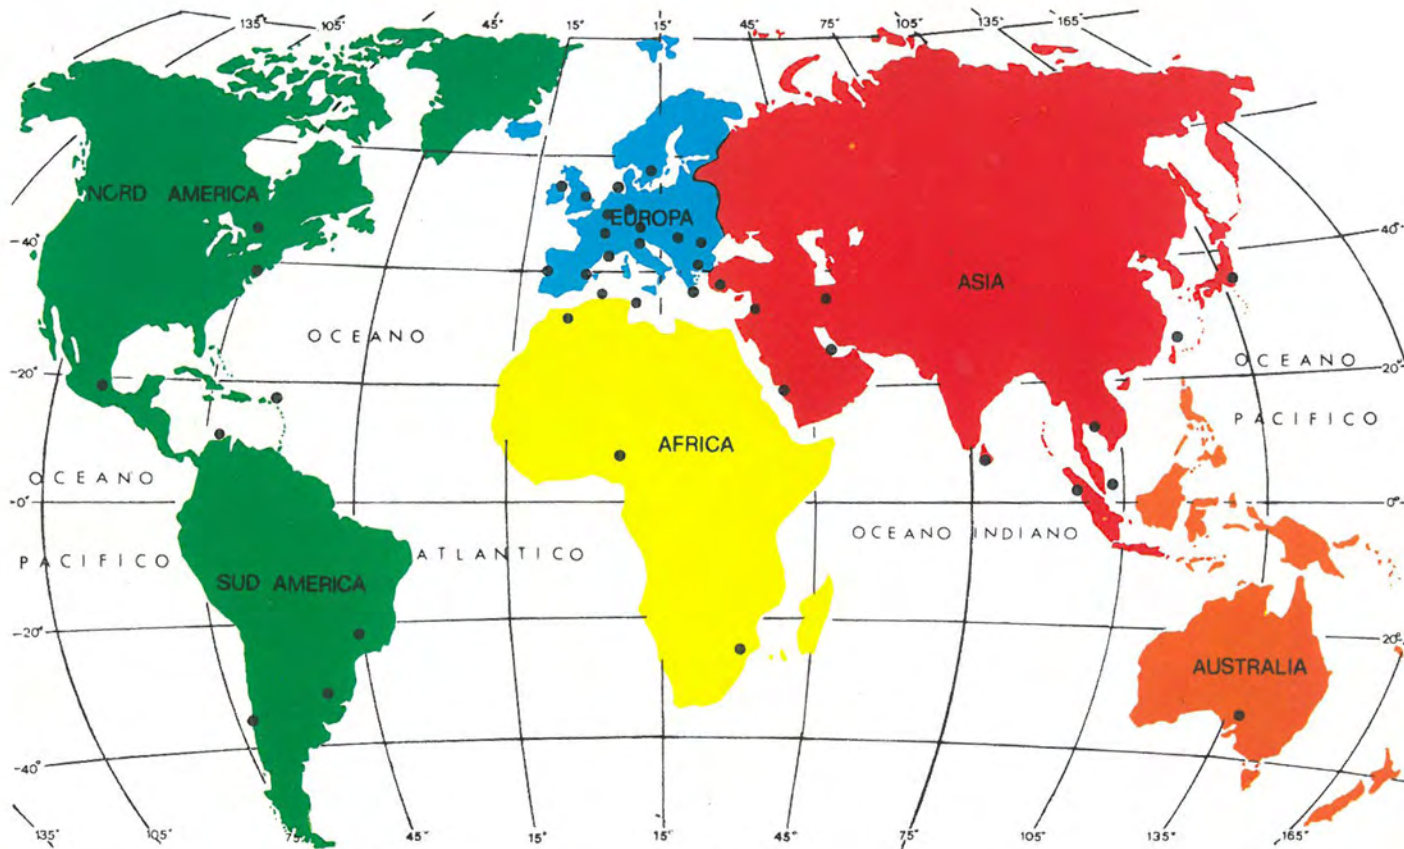 135° 105° 45° 15° 15° 45° 75° 105° 135° 165°
NORD AMERICA
EUROPA
-40° 40°
ASIA
OCEANO
OCEANO
-20° 20°
PACIFICO
AFRICA
OCEANO
-0° 0°
OCEANO INDIANO
PACIFICO
ATLANTICO
SUD AMERICA
-20° 20°
AUSTRALIA
-40°
135° 105° 75° 45° 15° 15° 45° 75° 105° 135° 165°